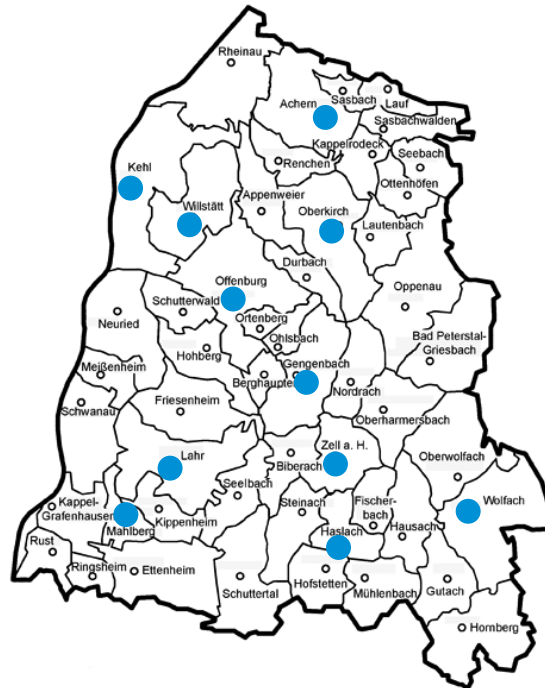 Rheinau
Sasbach
Lauf
Achern
Sasbachwalden
Kappelrodeck
Renchen
Seebach
Kehl
Ottenhöfen
Willstätt
Appenweier
Oberkirch
Lautenbach
Durbach
Offenburg
Oppenau
Schutterwald
Neuried
Ortenberg
Ohlsbach
Bad Peterstal-
Griesbach
Hohberg
Meißenheim
Gengenbach
Berghaupten
Nordrach
Schwanau
Friesenheim
Oberharmersbach
Lahr
Zell a. H.
Biberach
Oberwolfach
Seelbach
Kappel-
Grafenhausen
Kippenheim
Steinach
Fischer-
bach
Wolfach
Mahlberg
Haslach
Hausach
Rust
Ringsheim
Ettenheim
Schuttertal
Hofstetten
Mühlenbach
Gutach
Hornberg